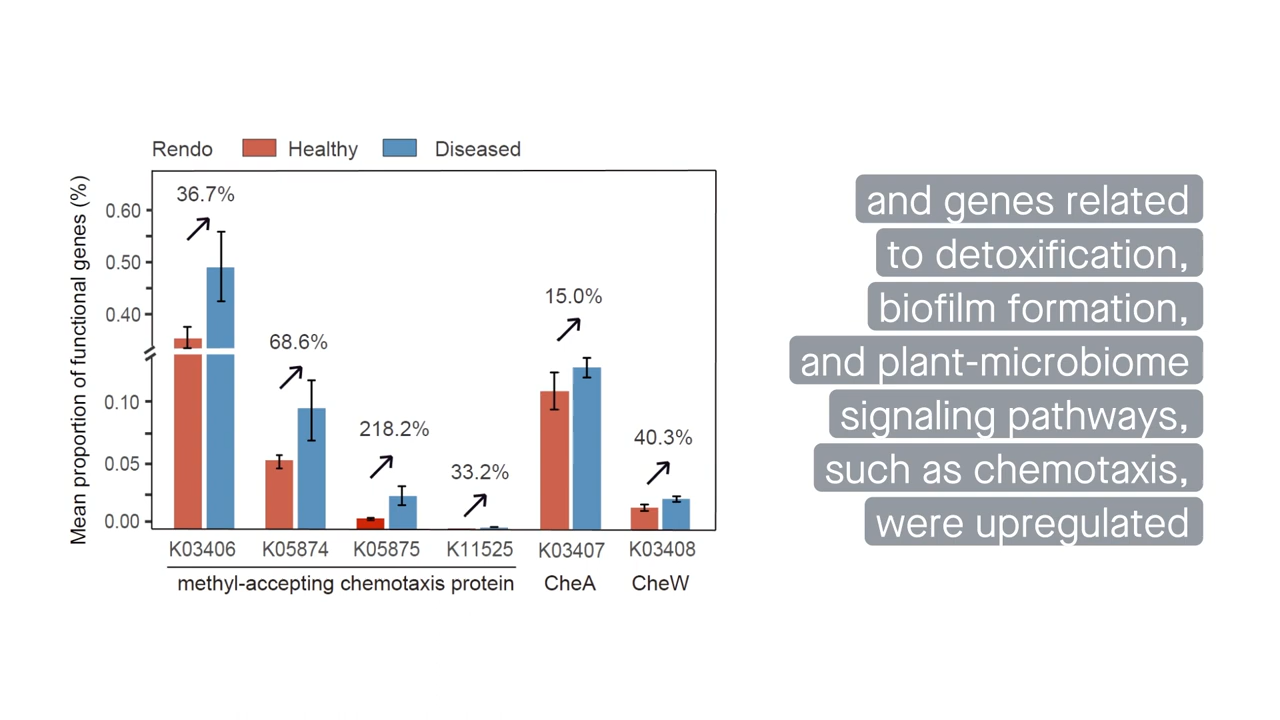 Rendo Healthy Diseased
Mean proportion of functional genes (%)
0.60
0.50
0.40
0.10
0.05
0.00
36.7%
68.6%
218.2%
33.2%
15.0%
40.3%
K03406 K05874 K05875 K11525 K03407 K03408
methyl-accepting chemotaxis protein CheA CheW
and genes related
to detoxification,
biofilm formation,
and plant-microbiome
signaling pathways,
such as chemotaxis,
were upregulated